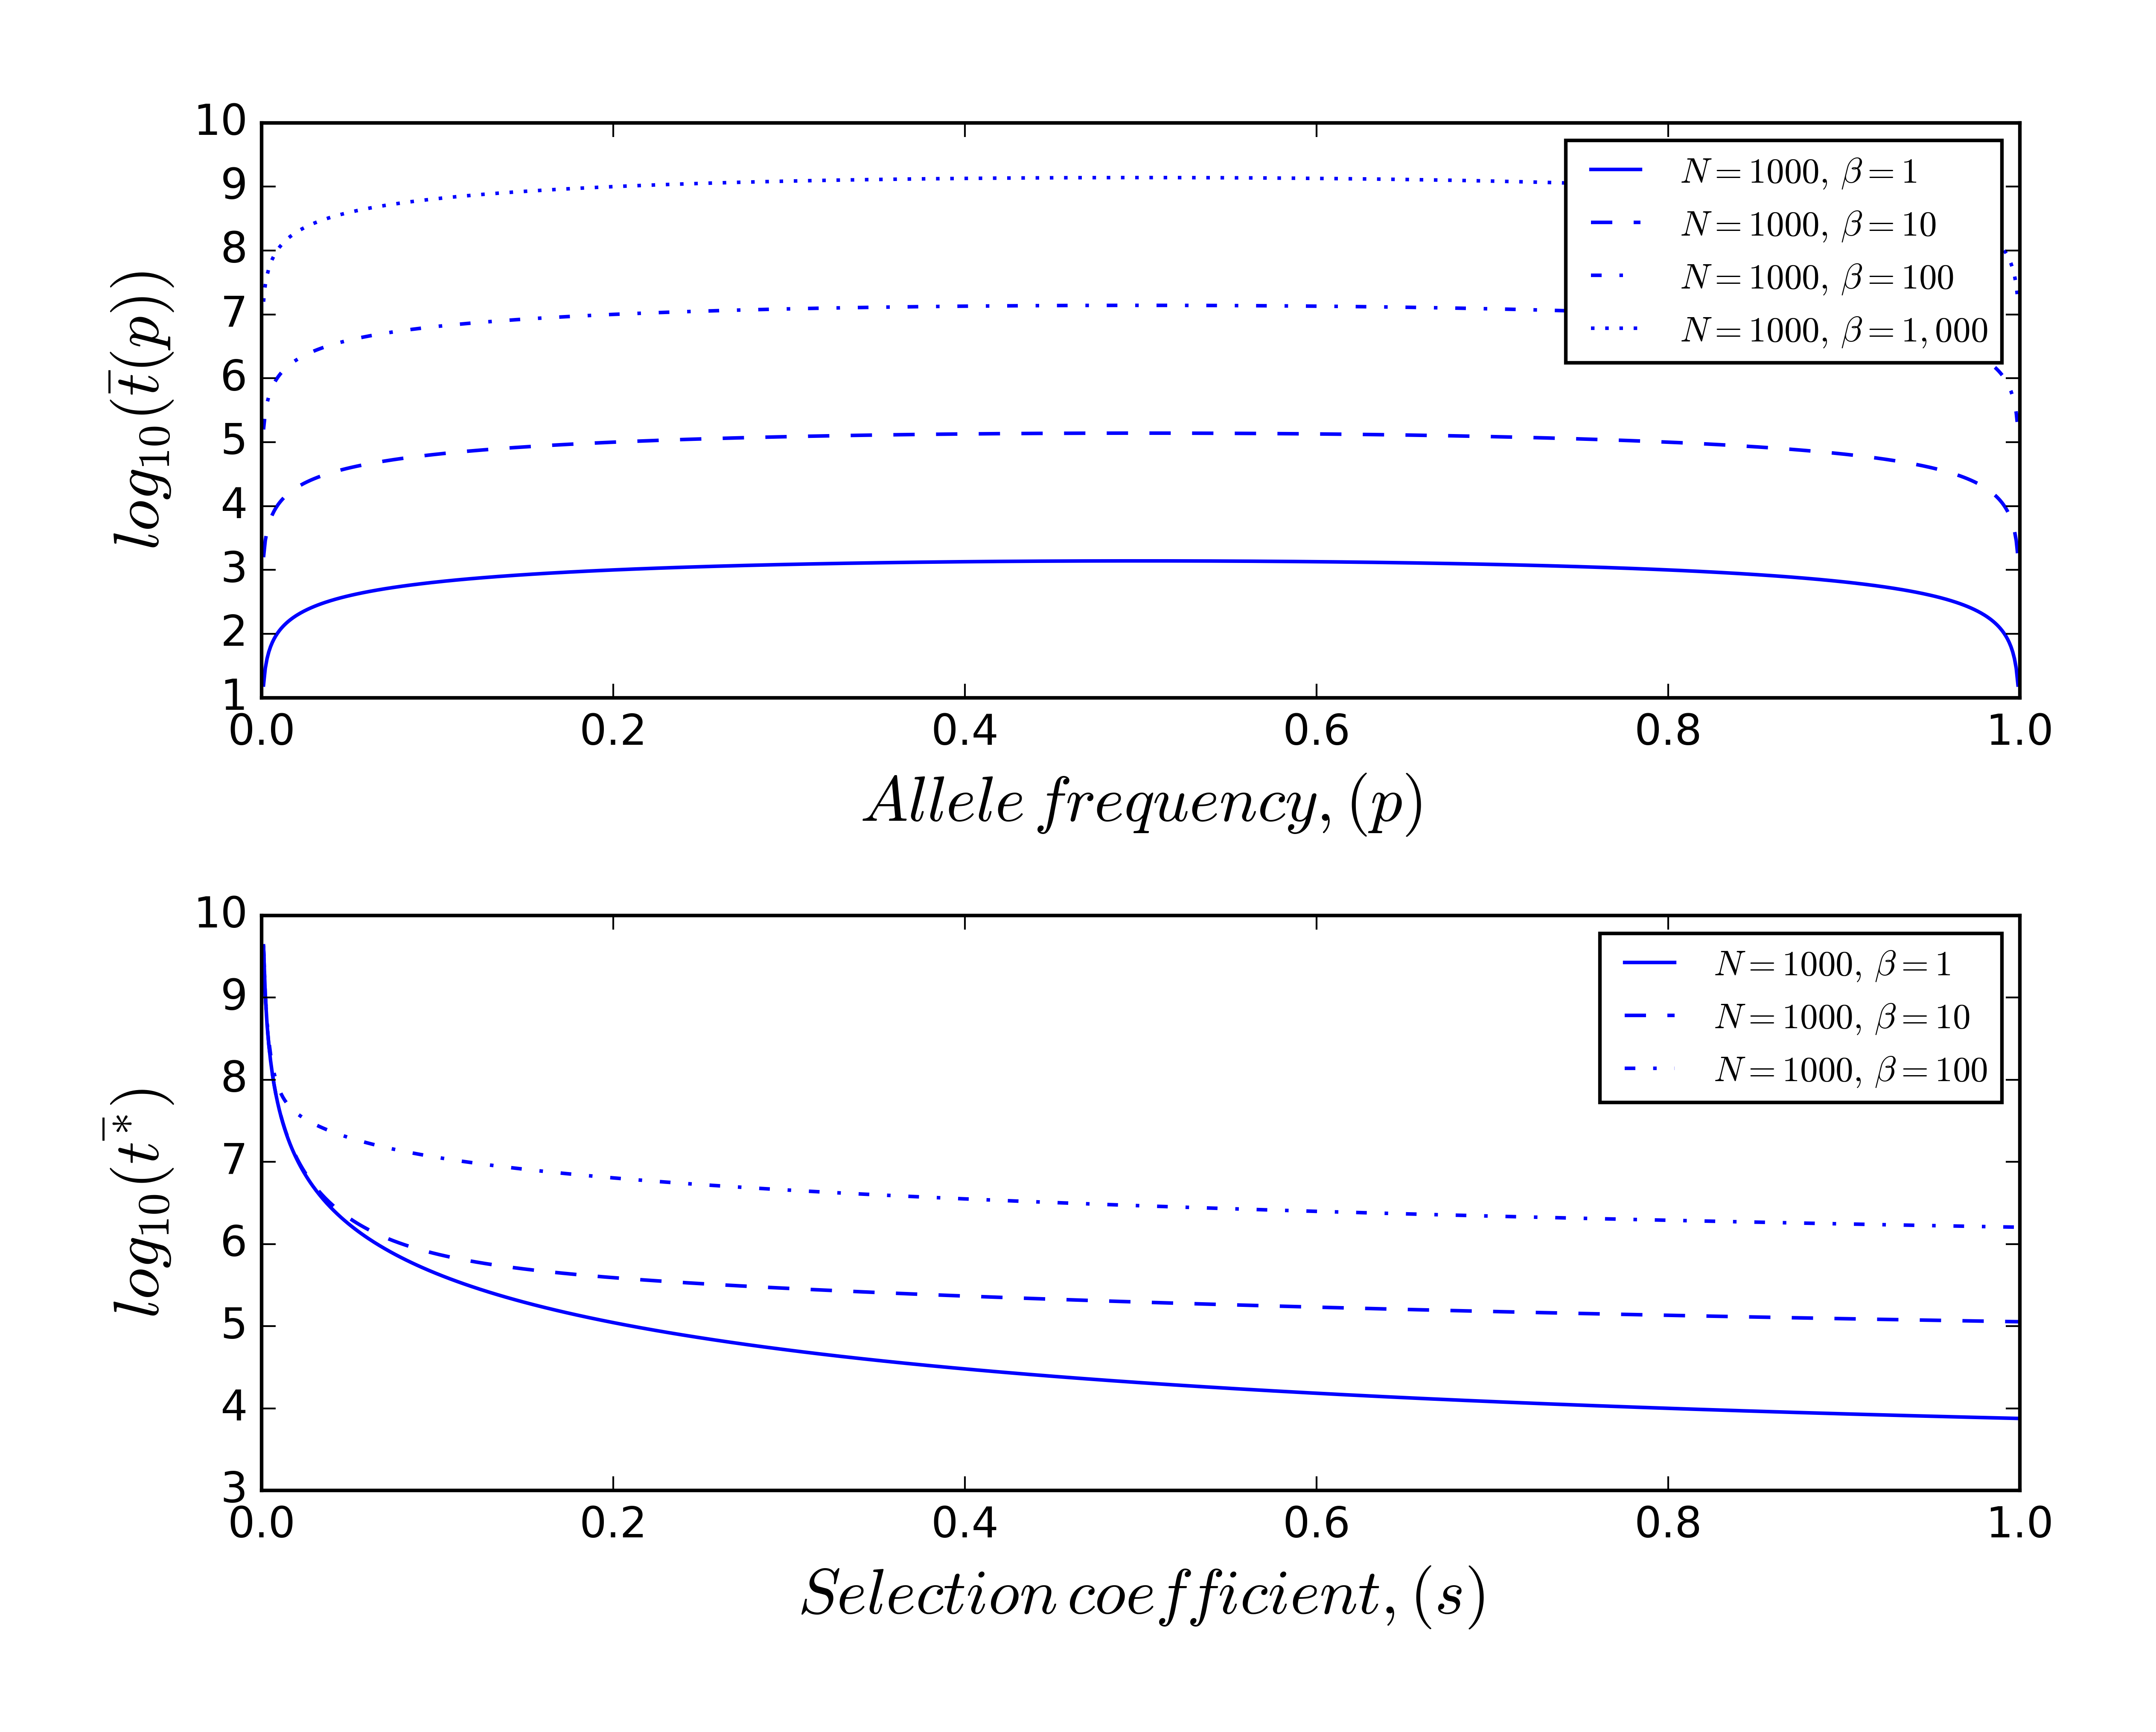 10
9
8
7
6
5
4
3
2
1
log₁₀(t̄(p))
N = 1000, β = 1
N = 1000, β = 10
N = 1000, β = 100
N = 1000, β = 1,000
0.0 0.2 0.4 0.6 0.8 1.0
Allele frequency, (p)
10
9
8
7
6
5
4
3
log₁₀(t̄*)
N = 1000, β = 1
N = 1000, β = 10
N = 1000, β = 100
0.0 0.2 0.4 0.6 0.8 1.0
Selection coefficient, (s)